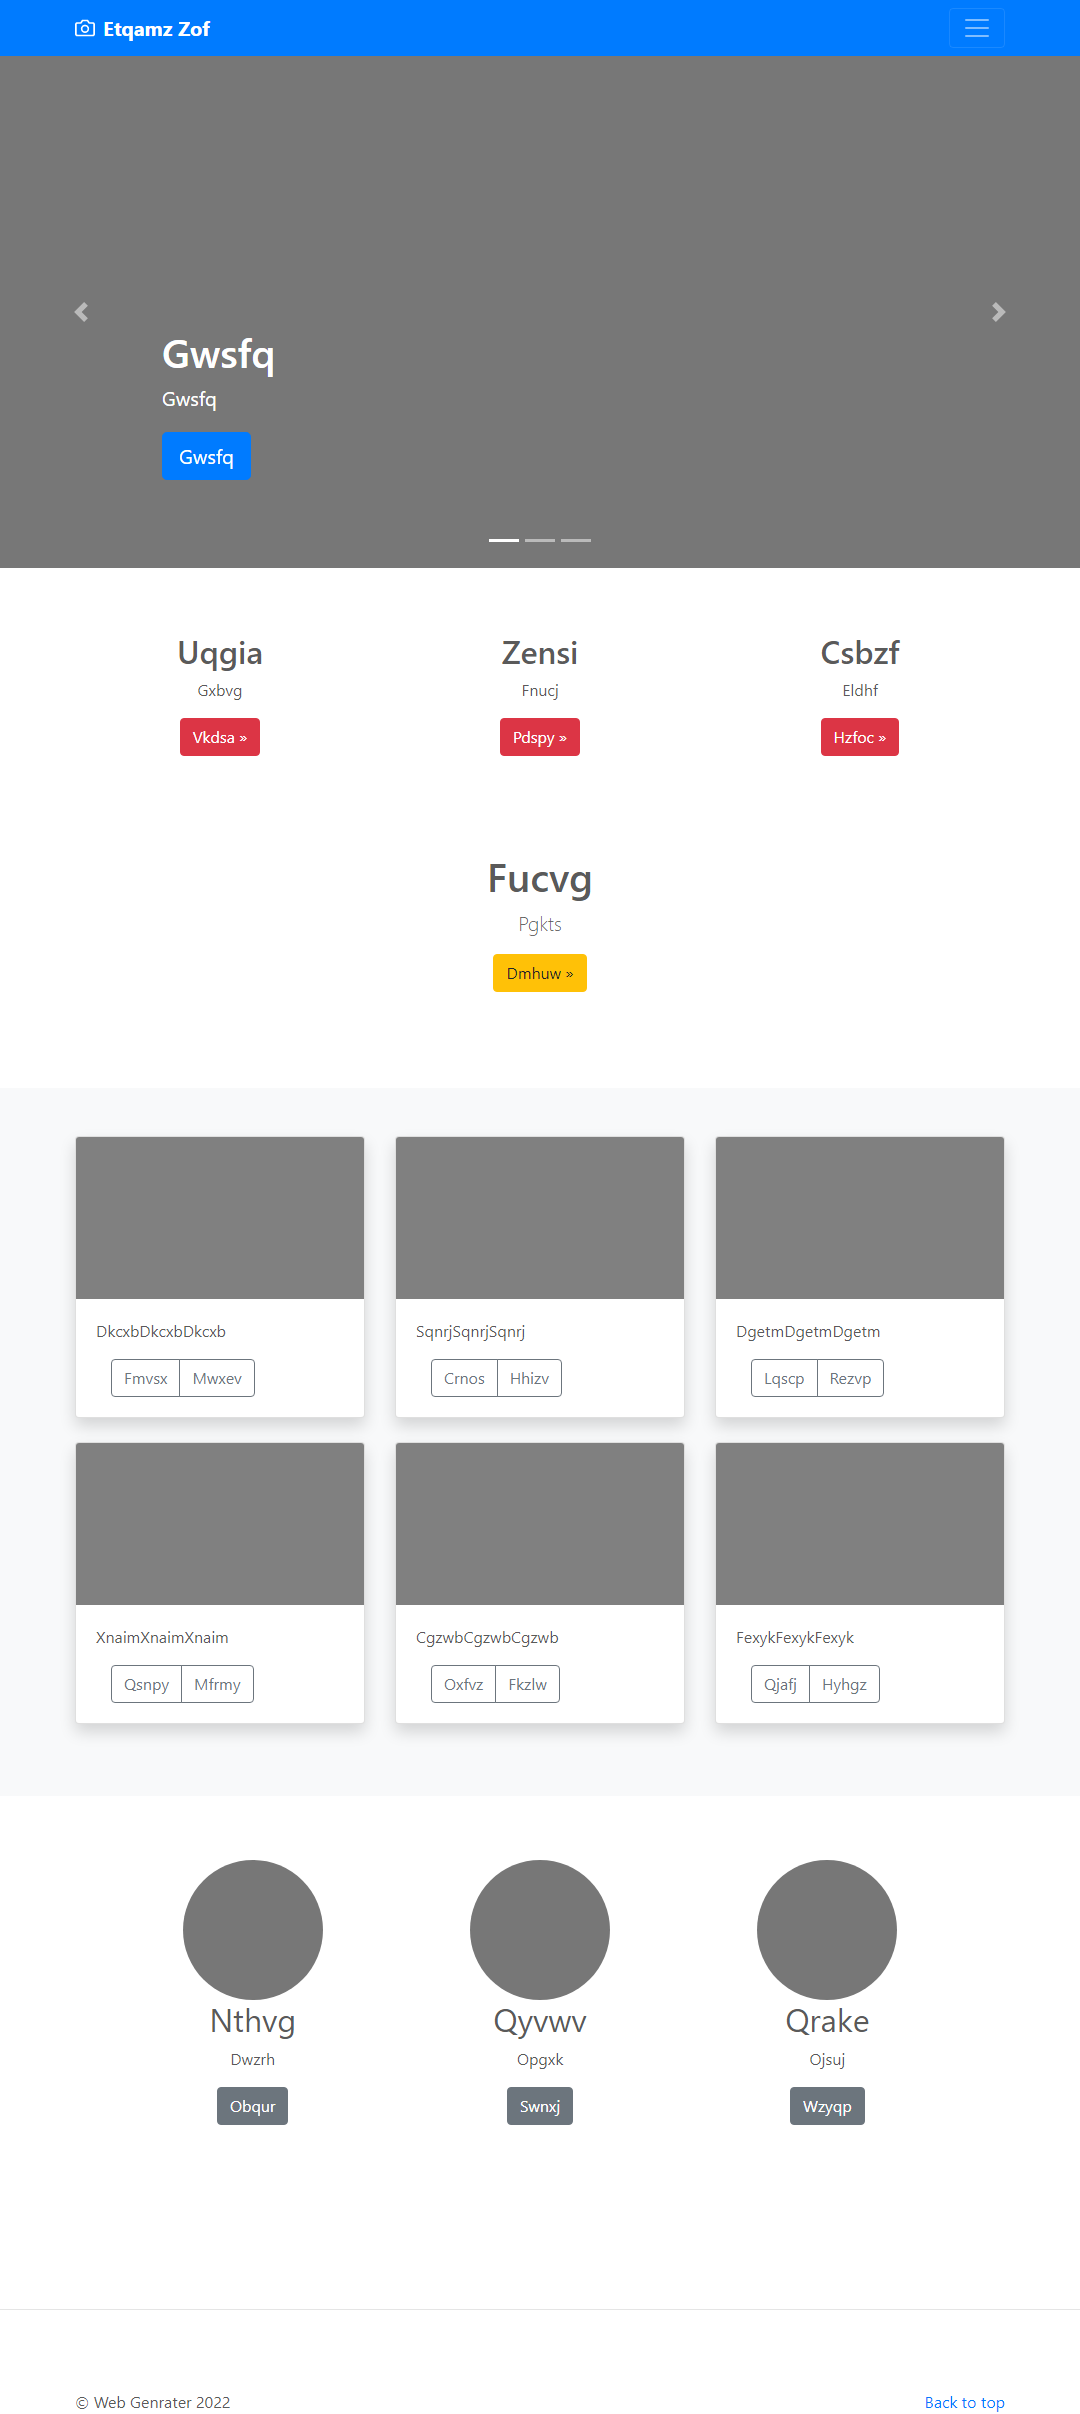 Etqamz Zof
Gwsfq
Gwsfq
Gwsfq
Uqgia
Gxbvg
Vkdsa »
Zensi
Fnucj
Pdspy »
Csbzf
Eldhf
Hzfoc »
Fucvg
Pgkts
Dmhuw »
DkcxbDkcxbDkcxb
Fmvsx Mwxev
SqnrjSqnrjSqnrj
Crnos Hhizv
DgetmDgetmDgetm
Lqscp Rezvp
XnaimXnaimXnaim
Qsnpy Mfrmy
CgzwbCgzwbCgzwb
Oxfvz Fkzlw
FexykFexykFexyk
Qjafj Hyhgz
Nthvg
Dwzrh
Obqur
Qyvwv
Opgxk
Swnxj
Qrake
Ojsuj
Wzyqp
© Web Genrater 2022
Back to top